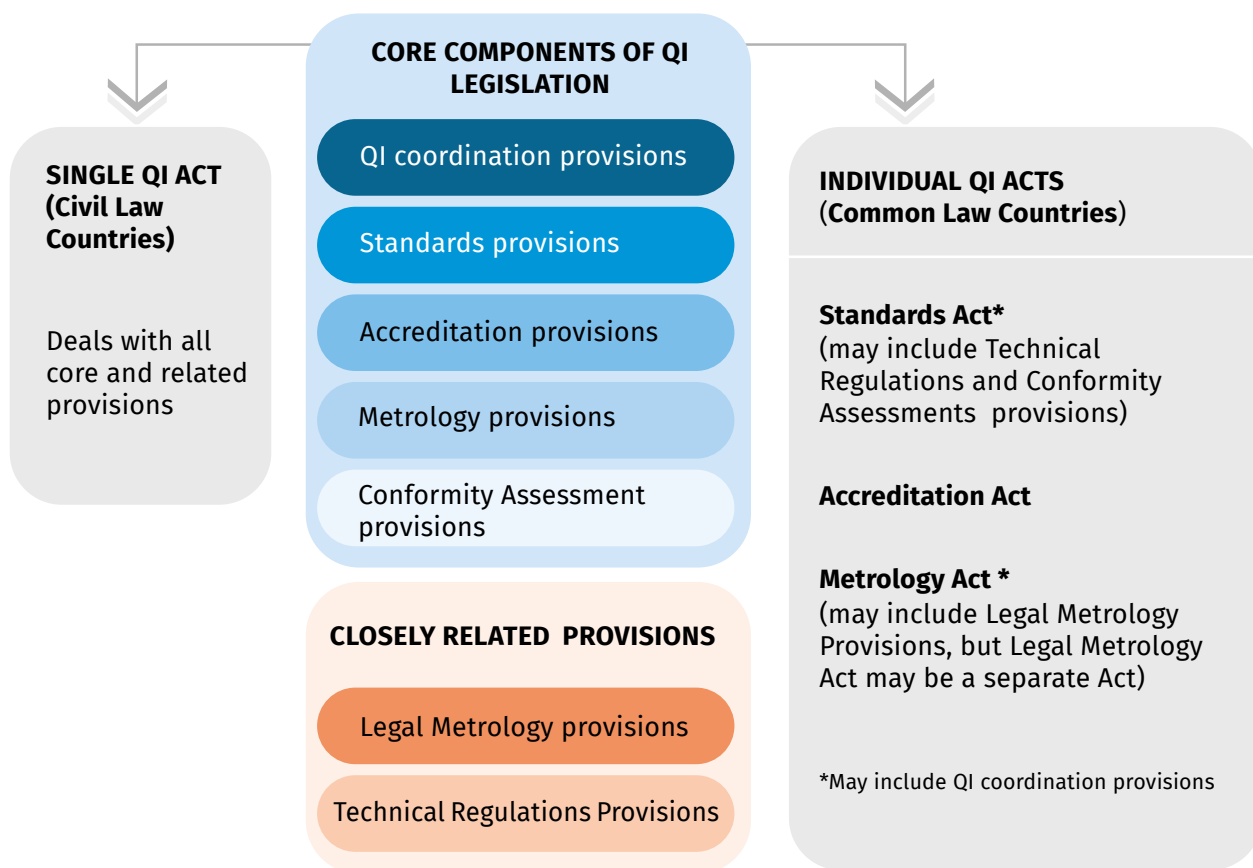 CORE COMPONENTS OF QI
LEGISLATION
QI coordination provisions
Standards provisions
Accreditation provisions
Metrology provisions
Conformity Assessment
provisions
CLOSELY RELATED PROVISIONS
Legal Metrology provisions
Technical Regulations Provisions
SINGLE QI ACT
(Civil Law
Countries)
Deals with all
core and related
provisions
INDIVIDUAL QI ACTS
(Common Law Countries)
Standards Act*
(may include Technical
Regulations and Conformity
Assessments provisions)
Accreditation Act
Metrology Act *
(may include Legal Metrology
Provisions, but Legal Metrology
Act may be a separate Act)
*May include QI coordination provisions